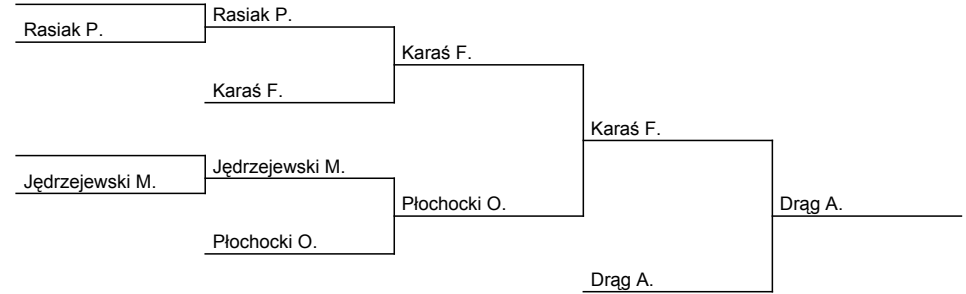 Rasiak P.
Rasiak P.
Karaś F.
Karaś F.
Karaś F.
Jędrzejewski M.
Jędrzejewski M.
Płochocki O.
Drąg A.
Płochocki O.
Drąg A.